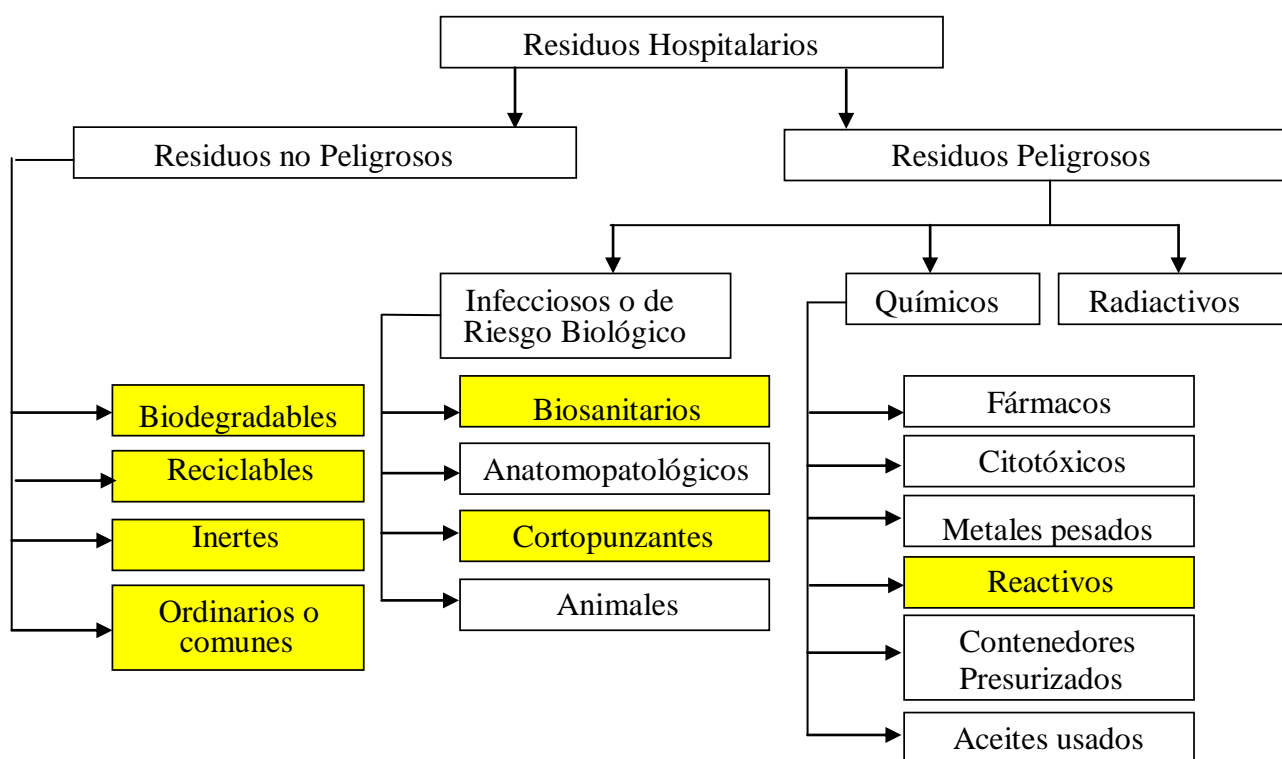 Residuos Hospitalarios
Residuos no Peligrosos
Residuos Peligrosos
Infecciosos o de
Riesgo Biológico
Químicos
Radiactivos
Biodegradables
Reciclables
Inertes
Ordinarios o
comunes
Biosanitarios
Anatomopatológicos
Cortopunzantes
Animales
Fármacos
Citotóxicos
Metales pesados
Reactivos
Contenedores
Presurizados
Aceites usados